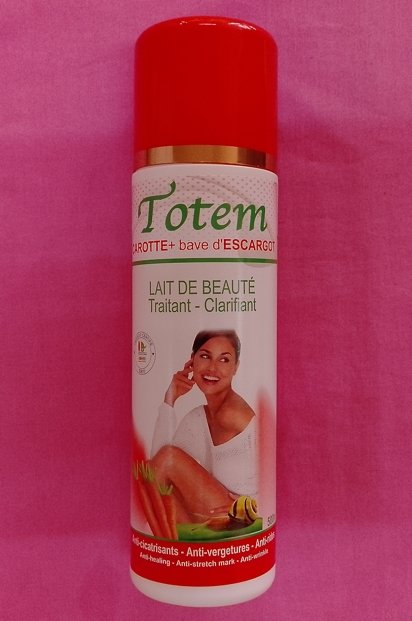 Totem
CAROTTE+ bave d'ESCARGOT
LAIT DE BEAUTÉ
Traitant - Clarifiant
Anti-cicatrisants - Anti-vergetures - Anti-rides
Anti-healing - Anti-stretch mark - Anti-wrinkle